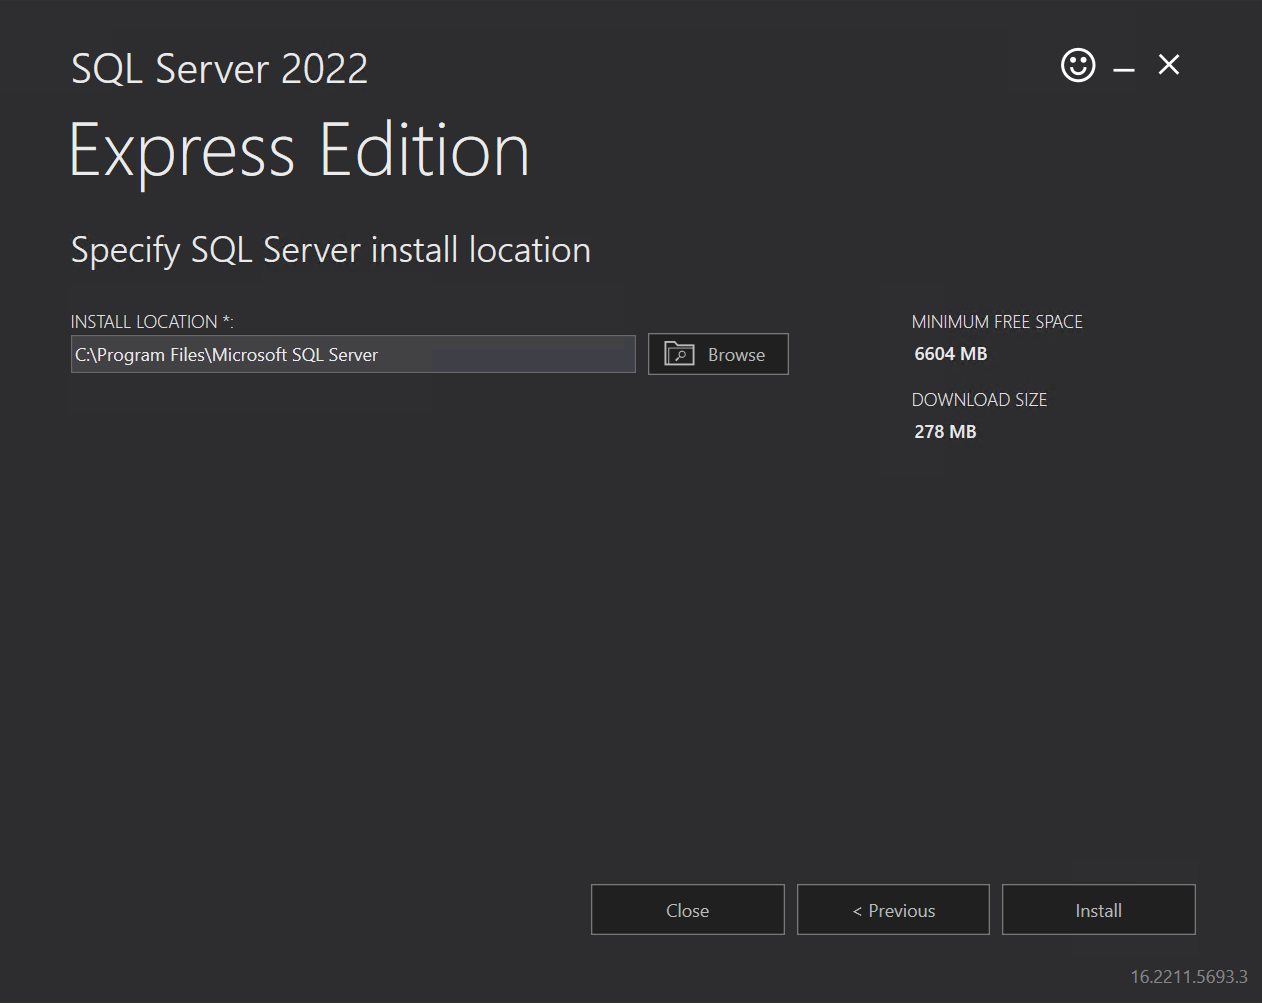 SQL Server 2022
Express Edition
Specify SQL Server install location
INSTALL LOCATION *:
C:\Program Files\Microsoft SQL Server
Browse
MINIMUM FREE SPACE
6604 MB
DOWNLOAD SIZE
278 MB
Close
< Previous
Install
16.2211.5693.3